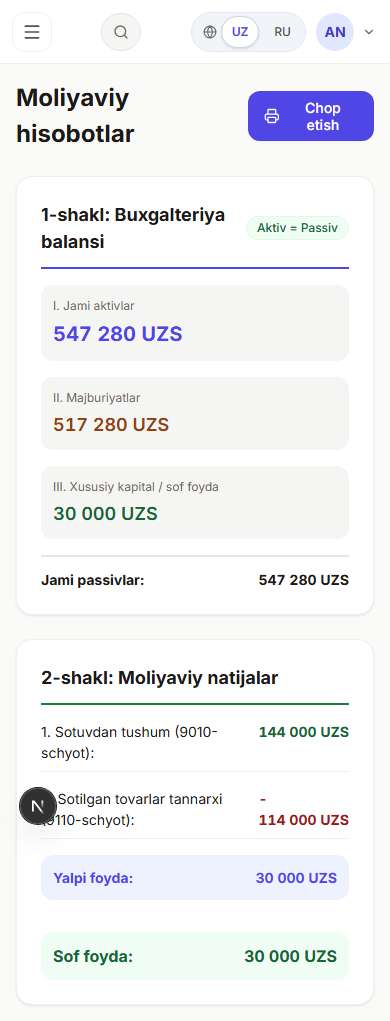 UZ
RU
AN
Moliyaviy
hisobotlar
Chop
etish
1-shakl: Buxgalteriya
balansi
Aktiv = Passiv
I. Jami aktivlar
547 280 UZS
II. Majburiyatlar
517 280 UZS
III. Xususiy kapital / sof foyda
30 000 UZS
Jami passivlar:
547 280 UZS
2-shakl: Moliyaviy natijalar
1. Sotuvdan tushum (9010-
schyot):
144 000 UZS
N
Sotilgan tovarlar tannarxi
9110-schyot):
-
114 000 UZS
Yalpi foyda:
30 000 UZS
Sof foyda:
30 000 UZS